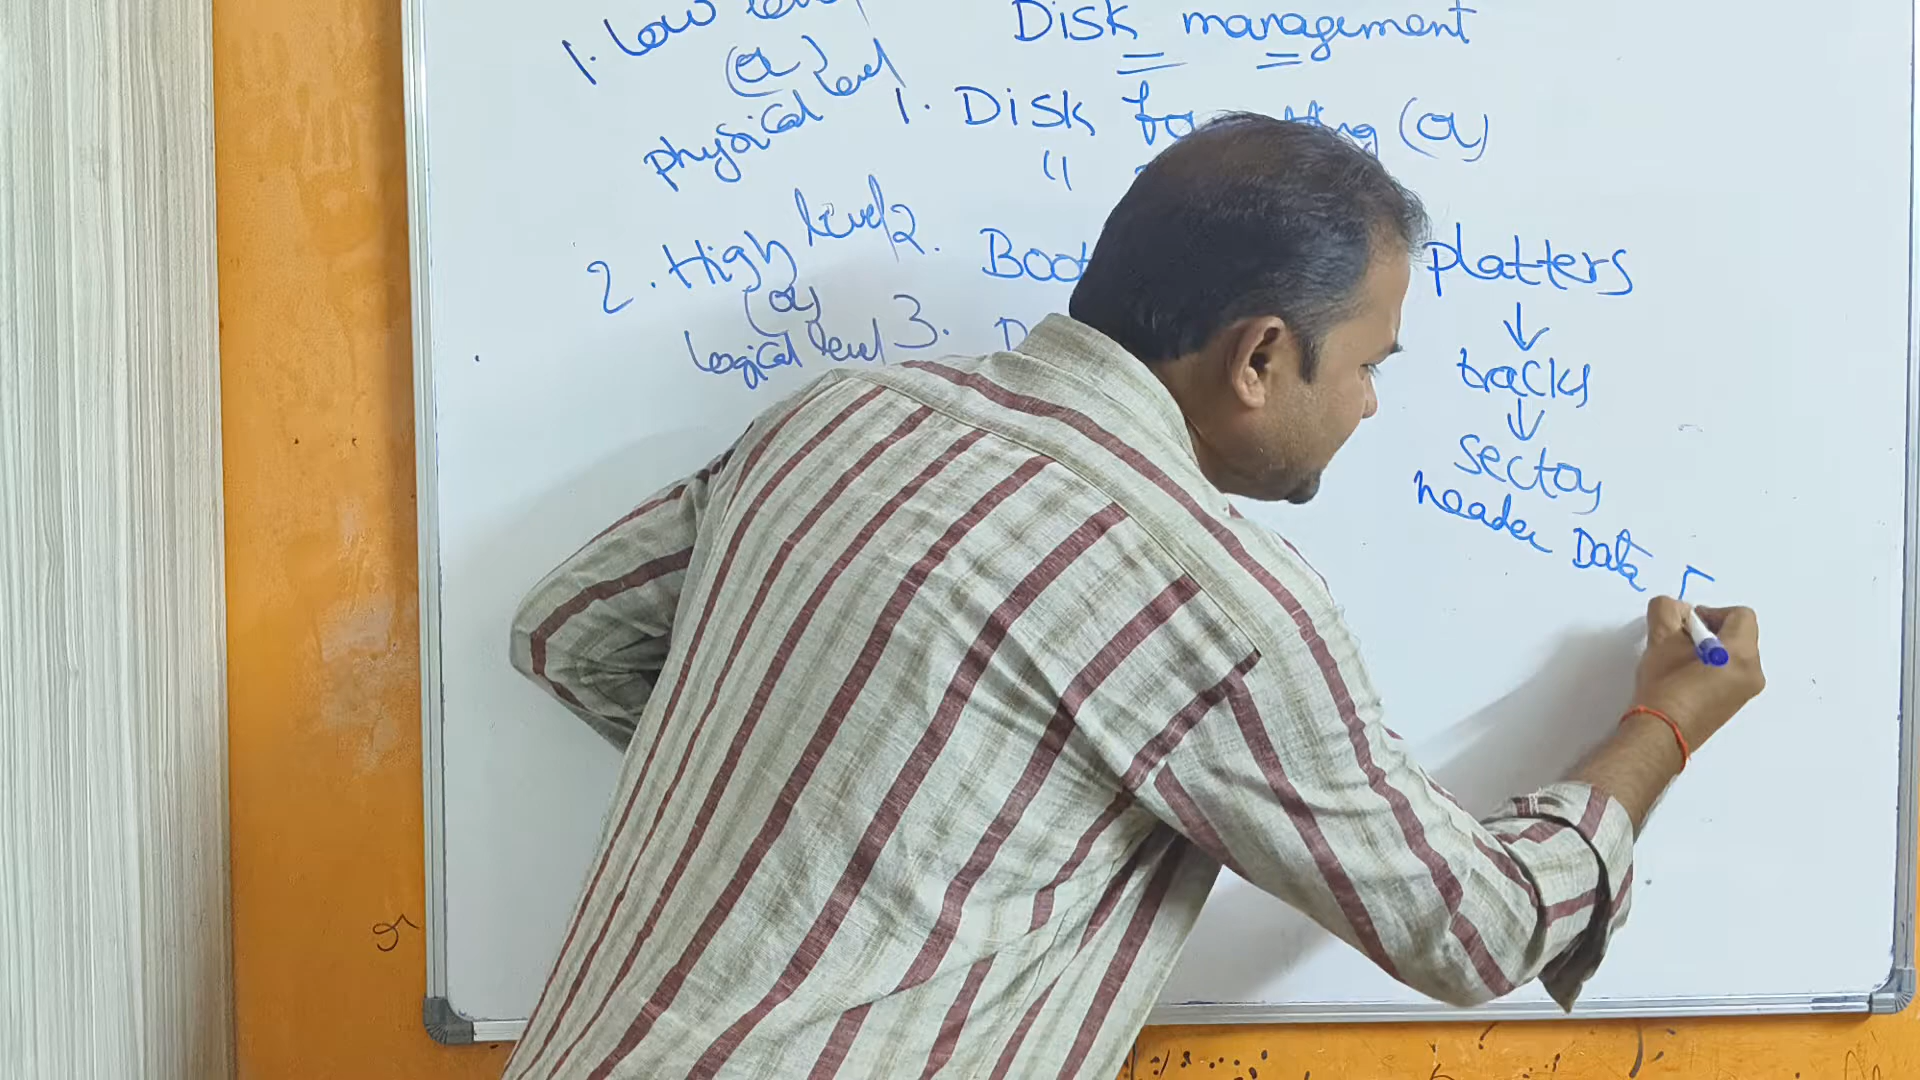 Disk management
1. Low level
(or)
physical level
1. Disk (or)
"
2. High level
(or)
logical level
2. Boot
3. D
platters
↓
tracks
↓
sector
header Data